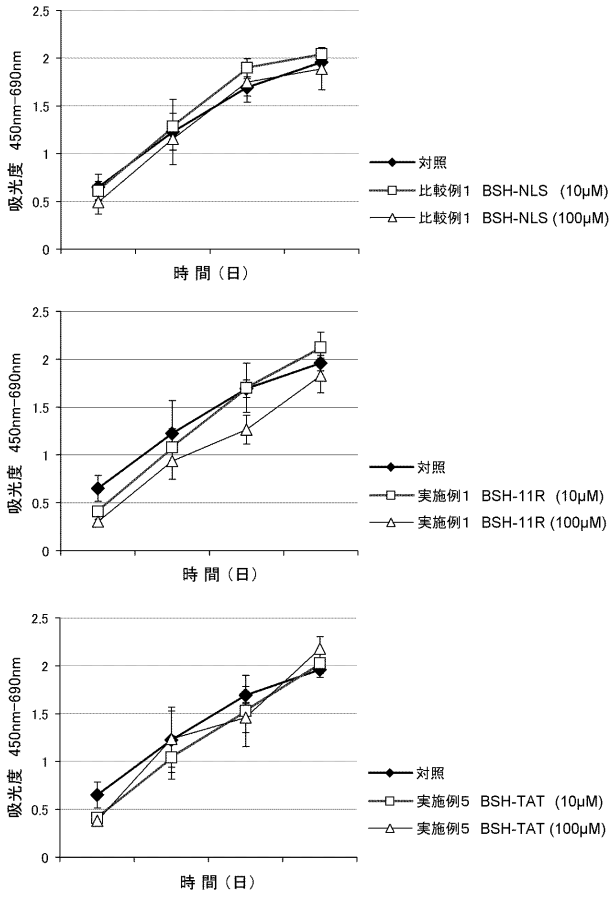 2.5
2
1.5
1
0.5
0
吸光度 450nm-690nm
時間(日)
対照
比較例1 BSH-NLS (10μM)
比較例1 BSH-NLS (100μM)
2.5
2
1.5
1
0.5
0
吸光度 450nm-690nm
時間(日)
対照
実施例1 BSH-11R (10μM)
実施例1 BSH-11R (100μM)
2.5
2
1.5
1
0.5
0
吸光度 450nm-690nm
時間(日)
対照
実施例5 BSH-TAT (10μM)
実施例5 BSH-TAT (100μM)